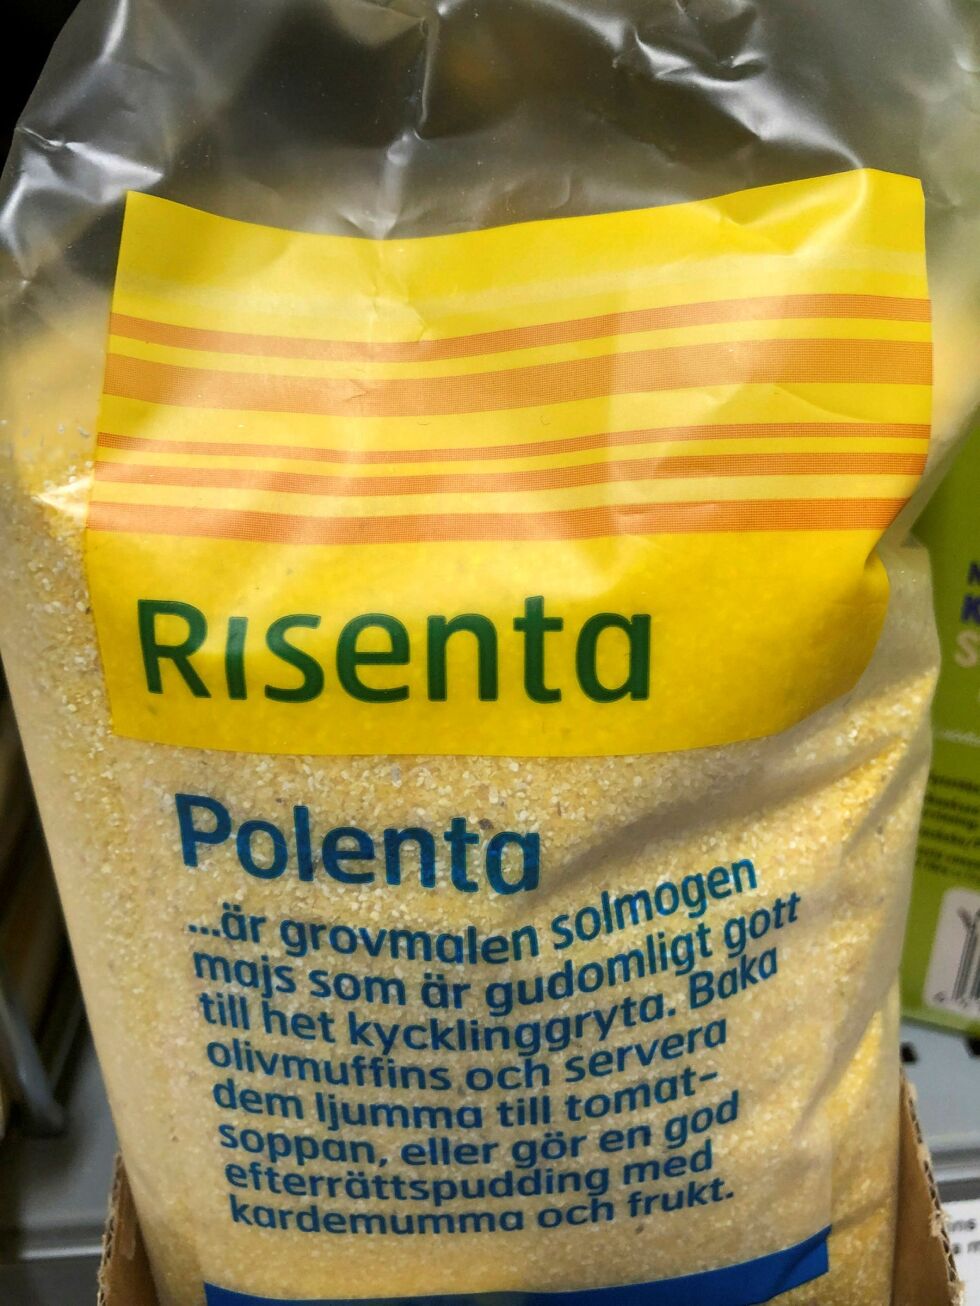 Risenta
Polenta
...är grovmalen solmogen
majs som är gudomligt gott
till het kycklinggryta. Baka
olivmuffins och servera
dem ljumma till tomat-
soppan, eller gör en god
efterrättspudding med
kardemumma och frukt.